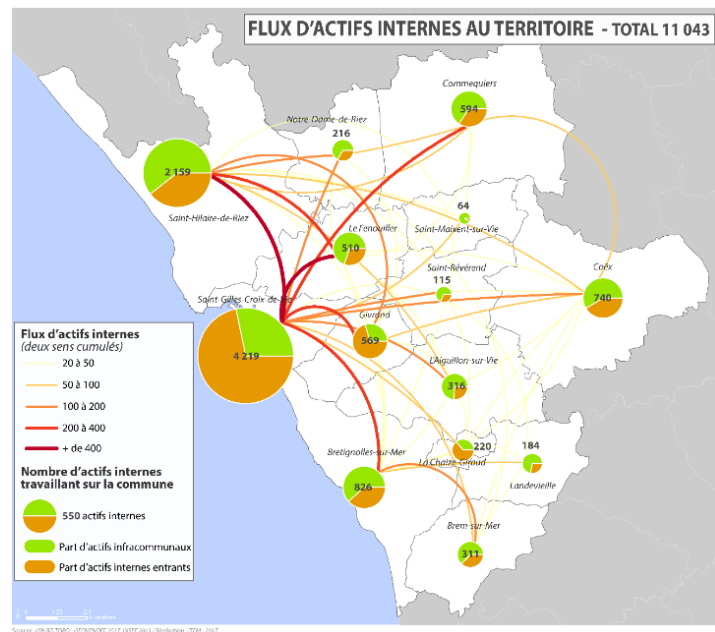 FLUX D'ACTIFS INTERNES AU TERRITOIRE - TOTAL 11 043
Commequiers
594
Notre-Dame-de-Riez
216
2 159
Saint-Hilaire-de-Riez
64
Saint-Maixent-sur-Vie
Le Fenouiller
510
Saint-Révérend
115
Coëx
740
Saint-Gilles-Croix-de-Vie
Givrand
569
4 219
L'Aiguillon-sur-Vie
316
Flux d'actifs internes
(deux sens cumulés)
20 à 50
50 à 100
100 à 200
200 à 400
+ de 400
Nombre d'actifs internes
travaillant sur la commune
550 actifs internes
Part d'actifs infracommunaux
Part d'actifs internes entrants
220
La Chaize-Giraud
184
Landevieille
Bretignolles-sur-Mer
826
Brem-sur-Mer
311